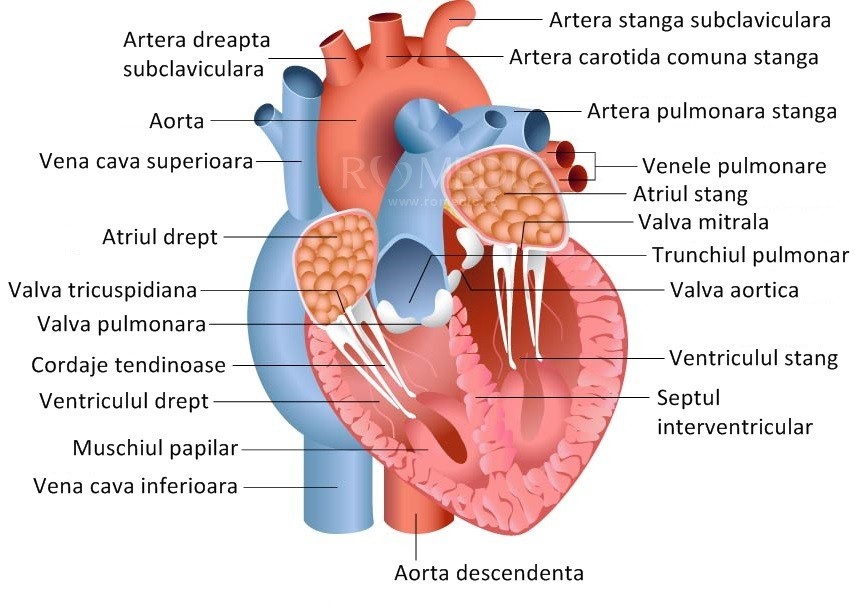 Artera stanga subclaviculara
Artera dreapta
subclaviculara
Artera carotida comuna stanga
Artera pulmonara stanga
Aorta
Vena cava superioara
Venele pulmonare
Atriul stang
Valva mitrala
Atriul drept
Trunchiul pulmonar
Valva tricuspidiana
Valva aortica
Valva pulmonara
Cordaje tendinoase
Ventriculul stang
Ventriculul drept
Septul
interventricular
Muschiul papilar
Vena cava inferioara
Aorta descendenta